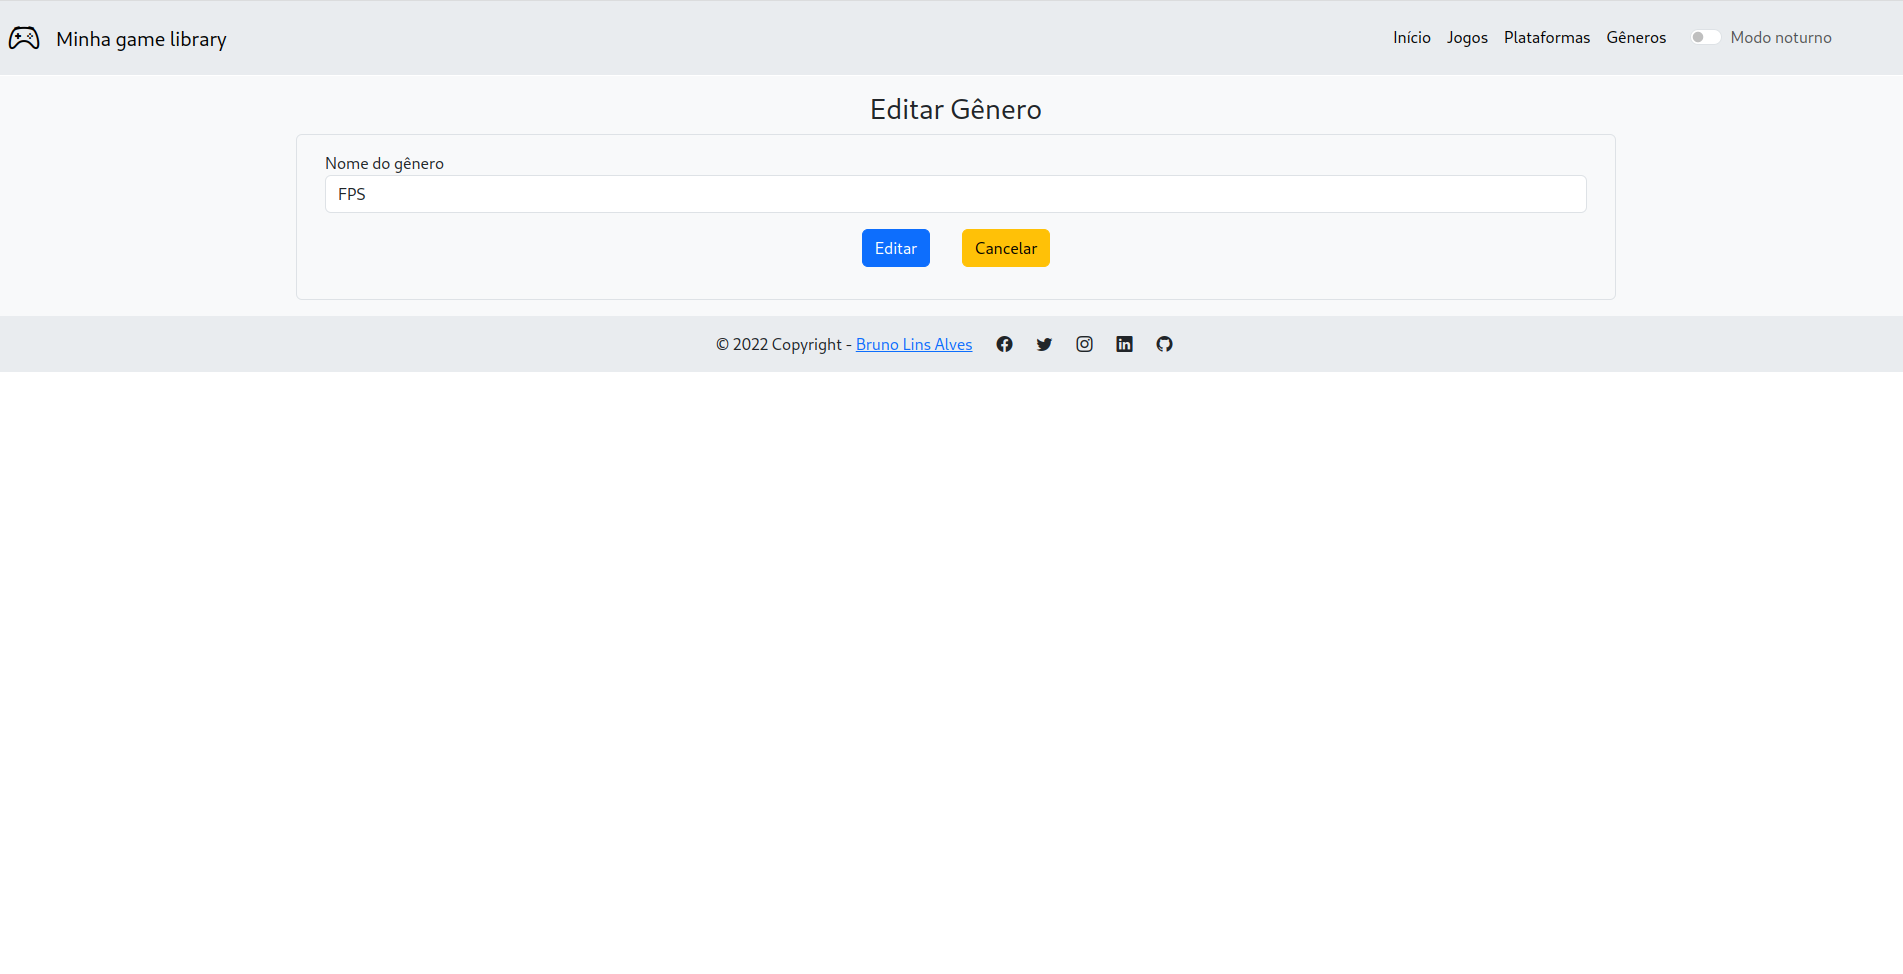 Minha game library
Início Jogos Plataformas Gêneros Modo noturno
Editar Gênero
Nome do gênero
FPS
Editar Cancelar
© 2022 Copyright - Bruno Lins Alves